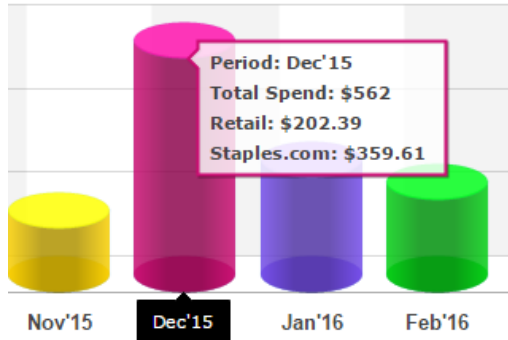 Period: Dec'15
Total Spend: $562
Retail: $202.39
Staples.com: $359.61
Nov'15 Dec'15 Jan'16 Feb'16